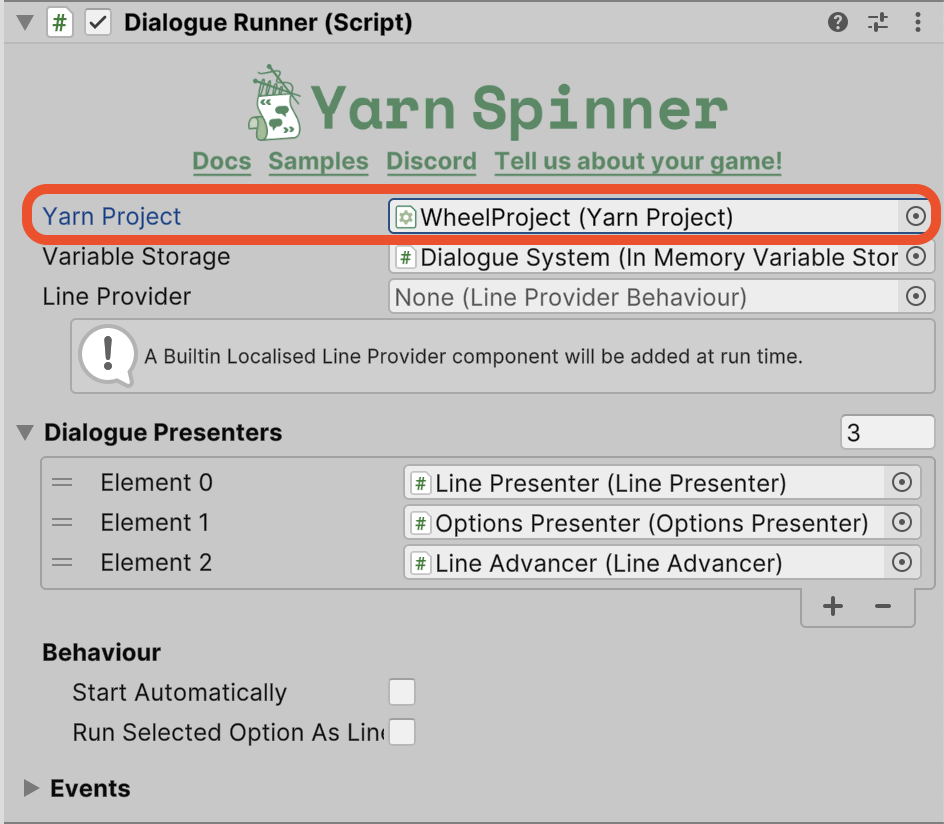 Dialogue Runner (Script)
Yarn Spinner
Docs Samples Discord Tell us about your game!
Yarn Project WheelProject (Yarn Project)
Variable Storage Dialogue System (In Memory Variable Stor
Line Provider None (Line Provider Behaviour)
A Builtin Localised Line Provider component will be added at run time.
Dialogue Presenters 3
Element 0 Line Presenter (Line Presenter)
Element 1 Options Presenter (Options Presenter)
Element 2 Line Advancer (Line Advancer)
Behaviour
Start Automatically
Run Selected Option As Line
Events